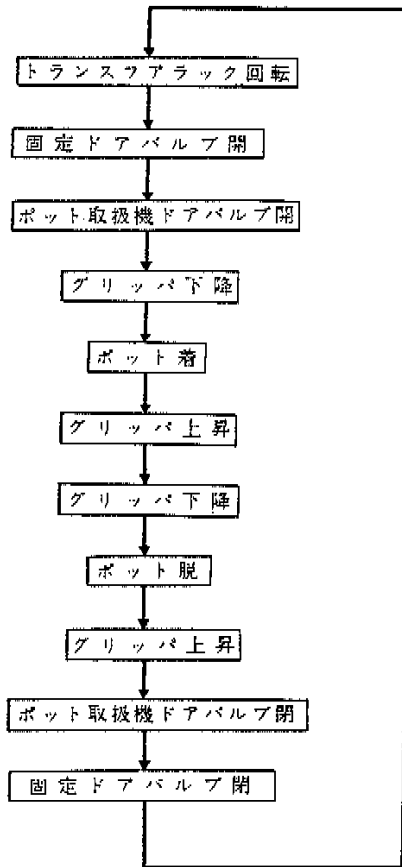 トランスファラック回転
固定ドアバルブ開
ポット取扱機ドアバルブ開
グリッパ下降
ポット着
グリッパ上昇
グリッパ下降
ポット脱
グリッパ上昇
ポット取扱機ドアバルブ閉
固定ドアバルブ閉